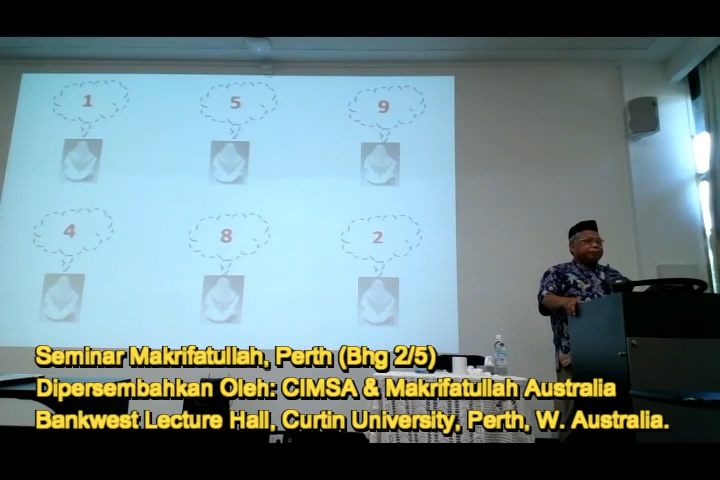 1 5 9
4 8 2
Seminar Makrifatullah, Perth (Bhg 2/5)
Dipersembahkan Oleh: CIMSA & Makrifatullah Australia
Bankwest Lecture Hall, Curtin University, Perth, W. Australia.